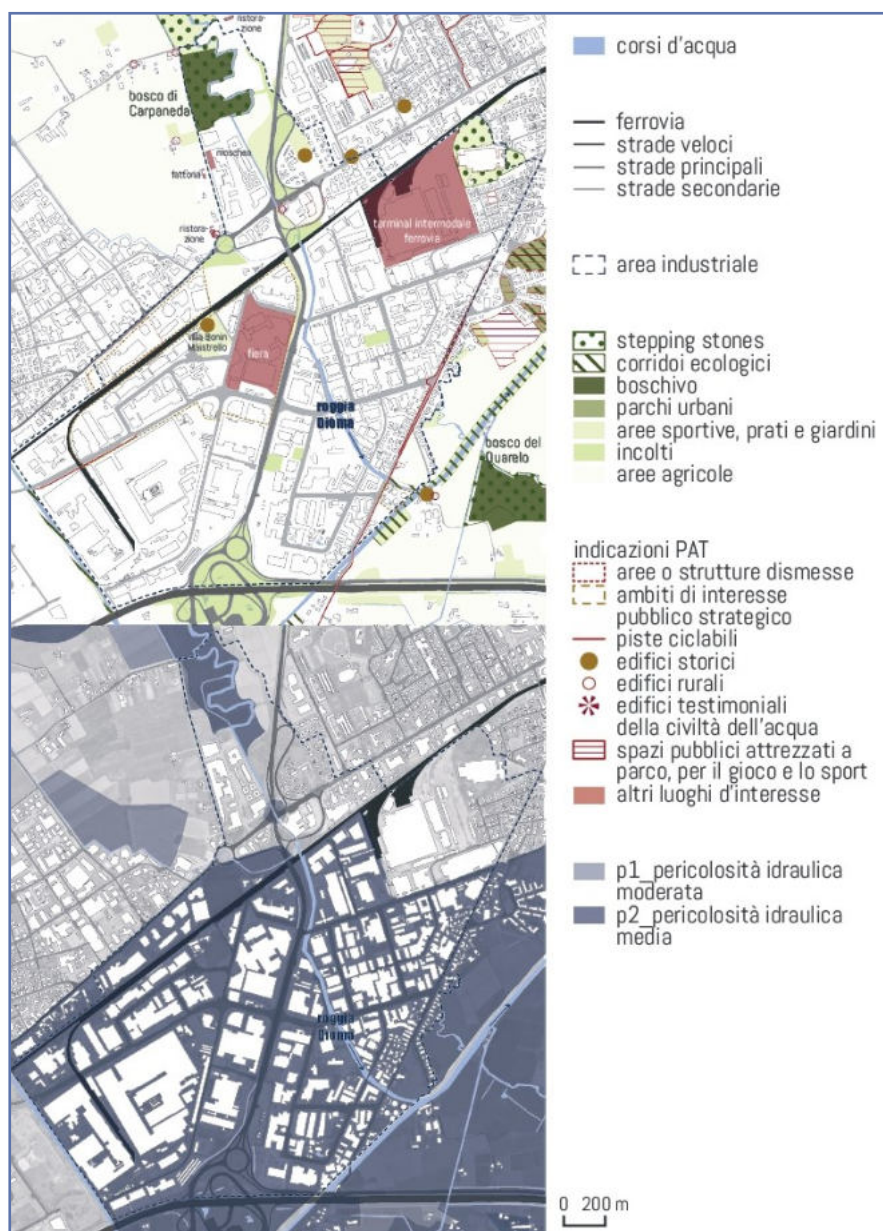 ristora-
zione
bosco di
Carpaneda
moschea
fattoria
ristora-
zione
terminal intermodale
ferrovia
villa Bonin
Maistrello
fiera
roggia
Dioma
bosco del
Quarelo
roggia
Dioma
corsi d'acqua
ferrovia
strade veloci
strade principali
strade secondarie
area industriale
stepping stones
corridoi ecologici
boschivo
parchi urbani
aree sportive, prati e giardini
incolti
aree agricole
indicazioni PAT
aree o strutture dismesse
ambiti di interesse
pubblico strategico
piste ciclabili
edifici storici
edifici rurali
edifici testimoniali
della civiltà dell'acqua
spazi pubblici attrezzati a
parco, per il gioco e lo sport
altri luoghi d'interesse
p1_pericolosità idraulica
moderata
p2_pericolosità idraulica
media
0 200 m